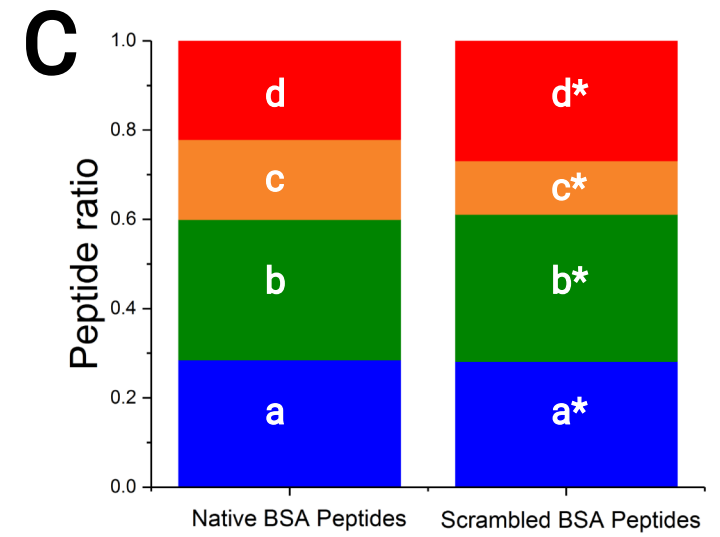 C
Peptide ratio
1.0
0.8
0.6
0.4
0.2
0.0
d
c
b
a
d*
c*
b*
a*
Native BSA Peptides
Scrambled BSA Peptides